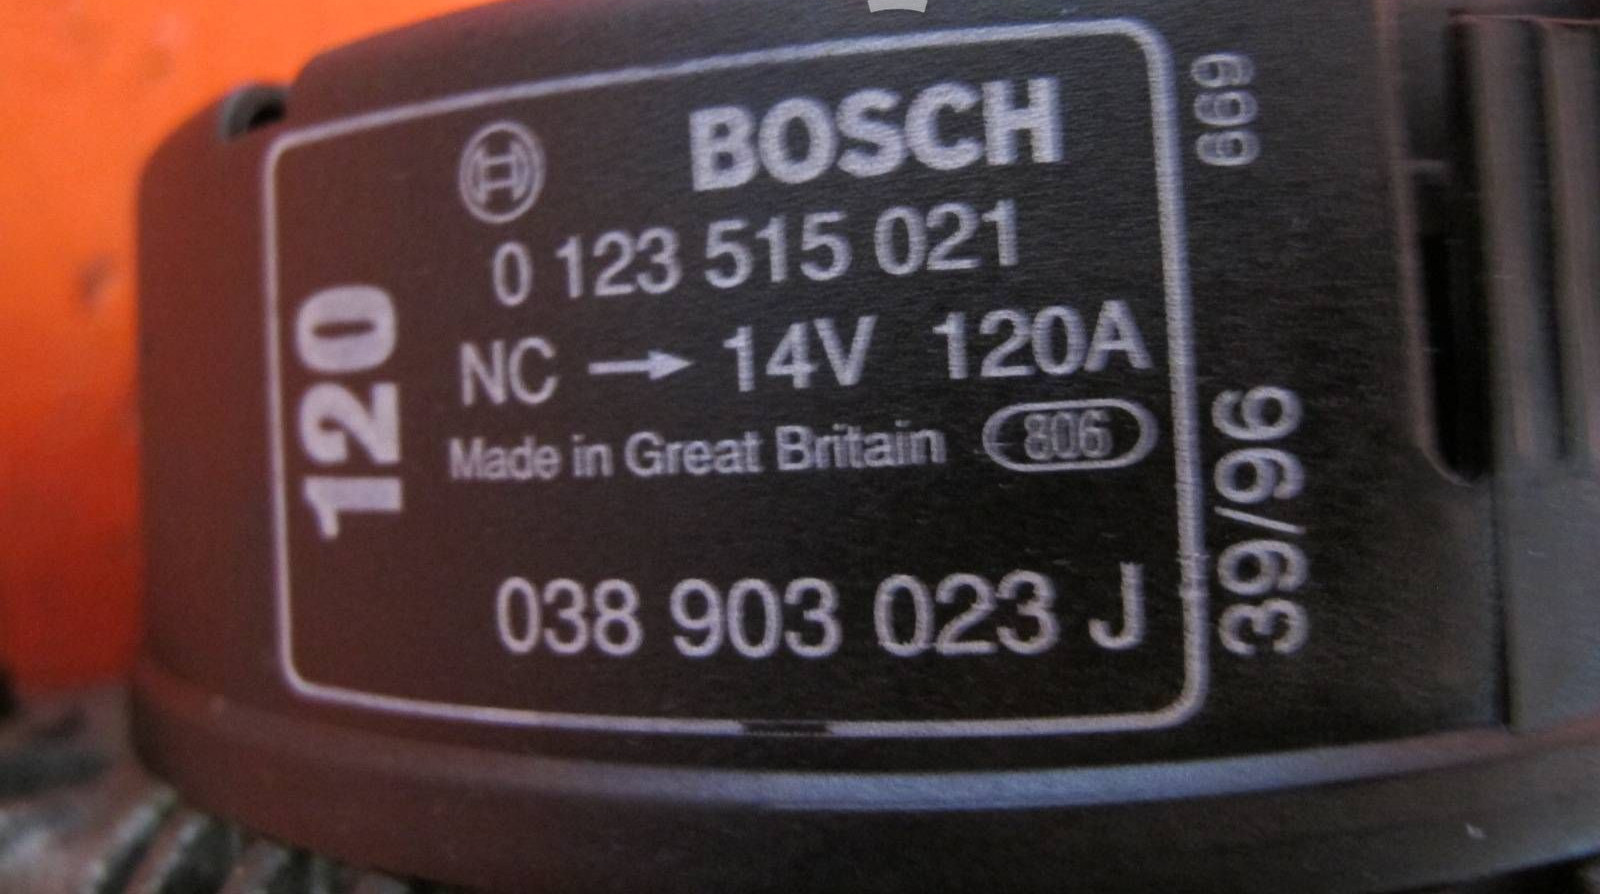 BOSCH
0 123 515 021
NC → 14V 120A
Made in Great Britain 806
038 903 023 J
120
669
39/96